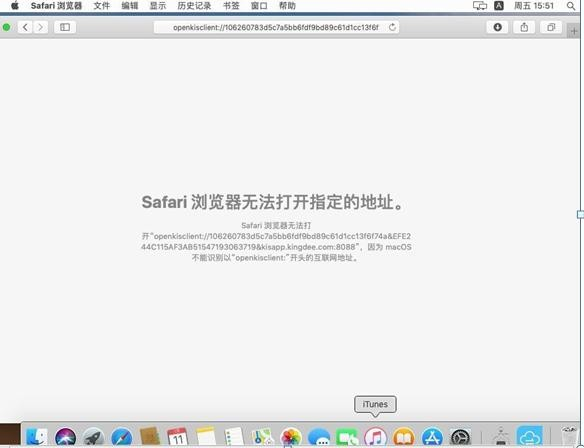 Safari 浏览器 文件 编辑 显示 历史记录 书签 窗口 帮助 A 周五 15:51
openkisclient://106260783d5c7a5bb6fdf9bd89c61d1cc13f6f
Safari 浏览器无法打开指定的地址。
Safari 浏览器无法打
开“openkisclient://106260783d5c7a5bb6fdf9bd89c61d1cc13f6f74a&EFE2
44C115AF3AB51547193063719&kisapp.kingdee.com:8088”，因为 macOS
不能识别以“openkisclient:”开头的互联网地址。
iTunes
11